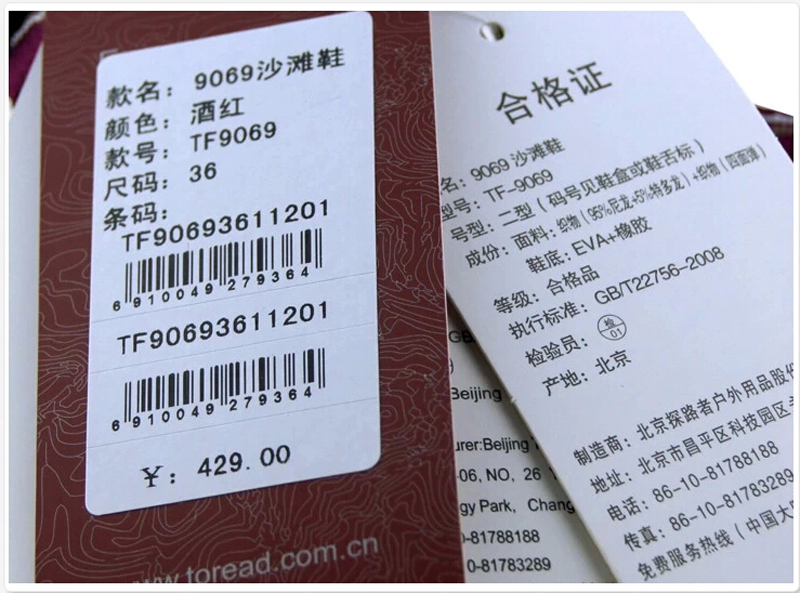 款名：9069沙滩鞋
颜色：酒红
款号：TF9069
尺码：36
条码：
TF90693611201
6 910049 279364
TF90693611201
6 910049 279364
¥：429.00
www.toread.com.cn
合格证
名：9069 沙滩鞋
型号：TF-9069
号型：二型（码号见鞋盒或鞋舌标）
成份：面料：织物（95%尼龙+5%特多龙）+织物（四面弹）
鞋底：EVA+橡胶
等级：合格品
执行标准：GB/T22756-2008
检验员：检 01
产地：北京
制造商：北京探路者户外用品股份
地址：北京市昌平区科技园区
电话：86-10-81788188
传真：86-10-81783289
免费服务热线（中国大
GB
Beijing
urer:Beijing
-06, NO, 26
gy Park, Chang
-81788188
0-81783289